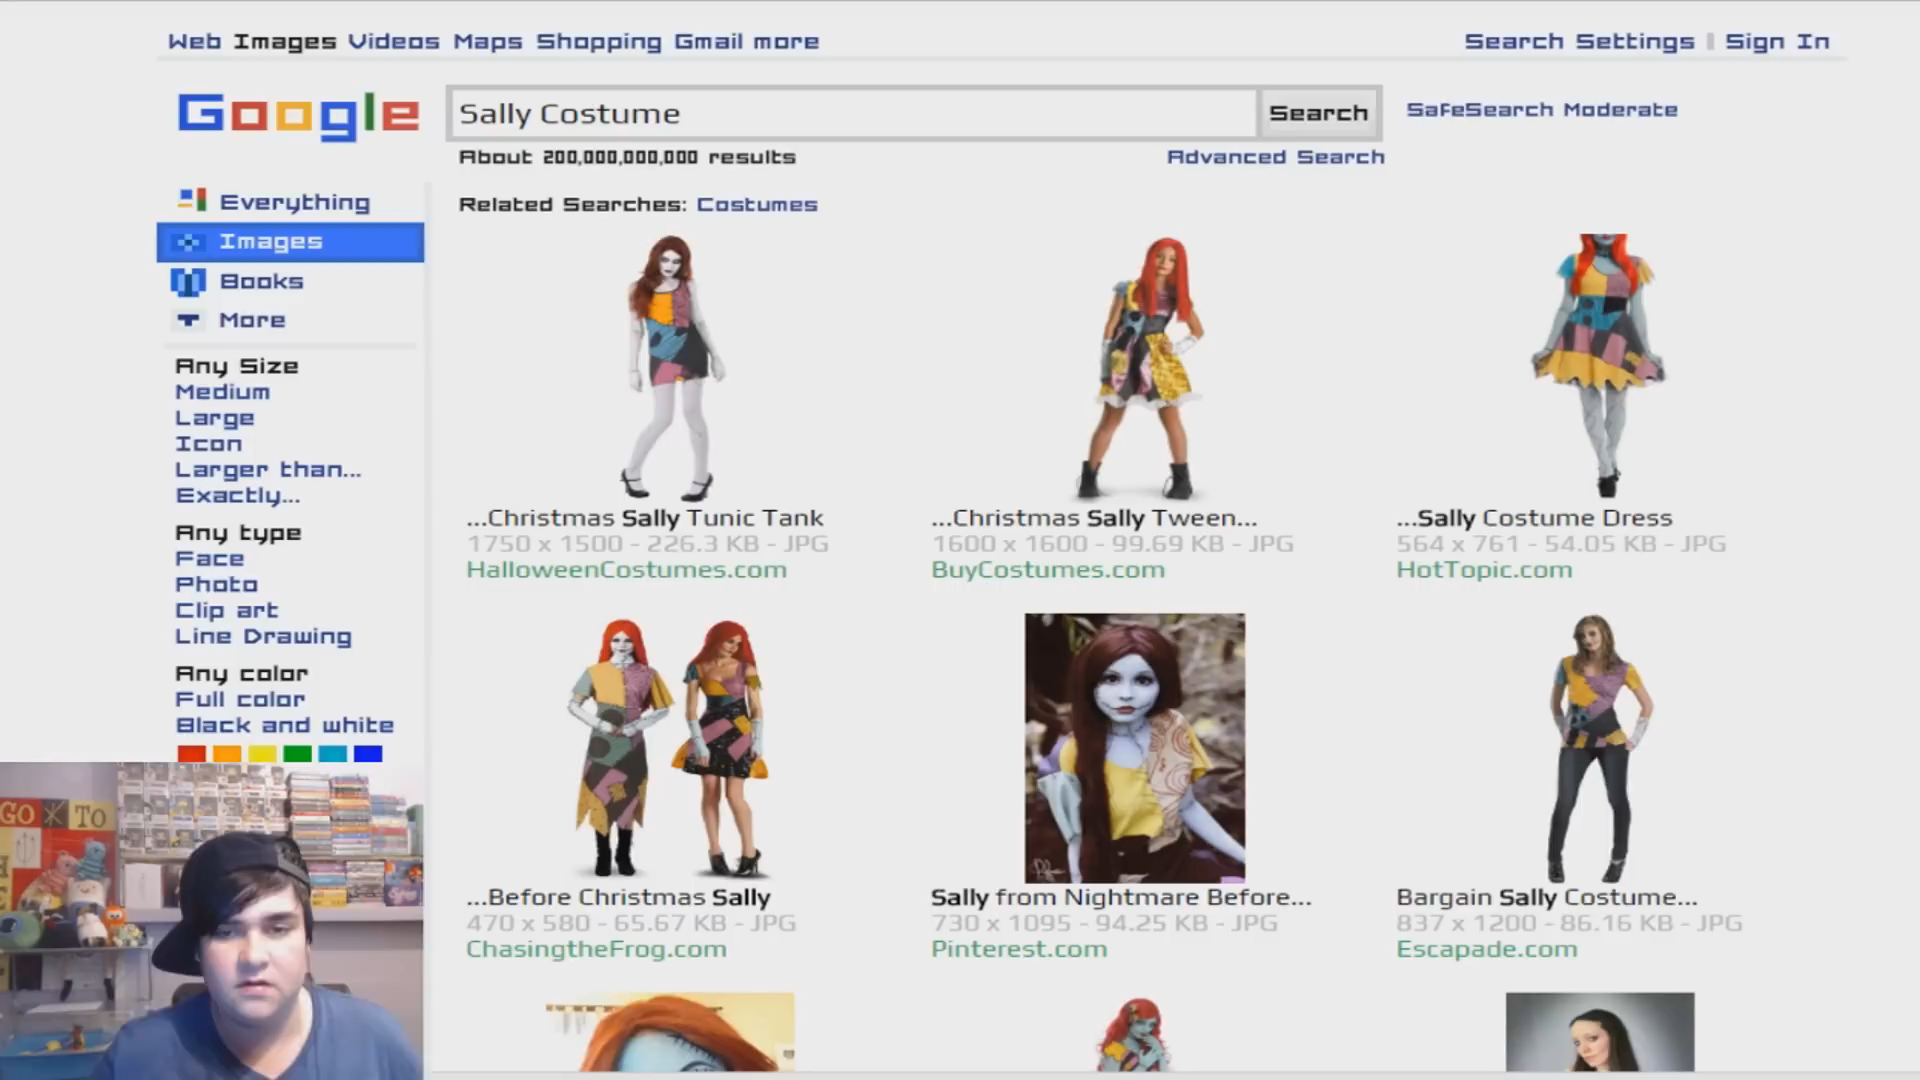 Web Images Videos Maps Shopping Gmail more
Search Settings | Sign In
Google
Sally Costume
Search
SafeSearch Moderate
About 200,000,000,000 results
Advanced Search
Related Searches: Costumes
Everything
Images
Books
More
Any Size
Medium
Large
Icon
Larger than...
Exactly...
Any type
Face
Photo
Clip art
Line Drawing
Any color
Full color
Black and white
...Christmas Sally Tunic Tank
1750 x 1500 - 226.3 KB - JPG
HalloweenCostumes.com
...Christmas Sally Tween...
1600 x 1600 - 99.69 KB - JPG
BuyCostumes.com
...Sally Costume Dress
564 x 761 - 54.05 KB - JPG
HotTopic.com
...Before Christmas Sally
470 x 580 - 65.67 KB - JPG
ChasingtheFrog.com
Sally from Nightmare Before...
730 x 1095 - 94.25 KB - JPG
Pinterest.com
Bargain Sally Costume...
837 x 1200 - 86.16 KB - JPG
Escapade.com
GO TO